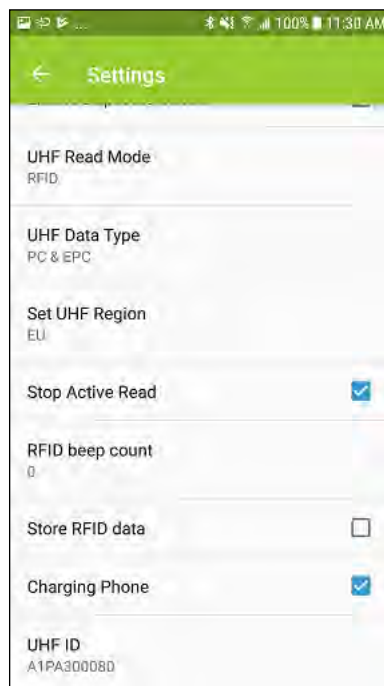 ... 100% 11:30 AM
Settings
UHF Read Mode
RFID
UHF Data Type
PC & EPC
Set UHF Region
EU
Stop Active Read
RFID beep count
0
Store RFID data
Charging Phone
UHF ID
A1PA300080